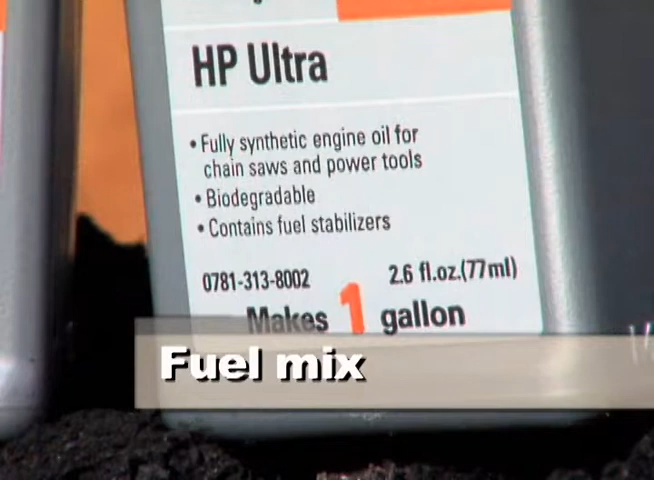 HP Ultra
• Fully synthetic engine oil for
chain saws and power tools
• Biodegradable
• Contains fuel stabilizers
0781-313-8002 2.6 fl.oz.(77ml)
Makes 1 gallon
Fuel mix